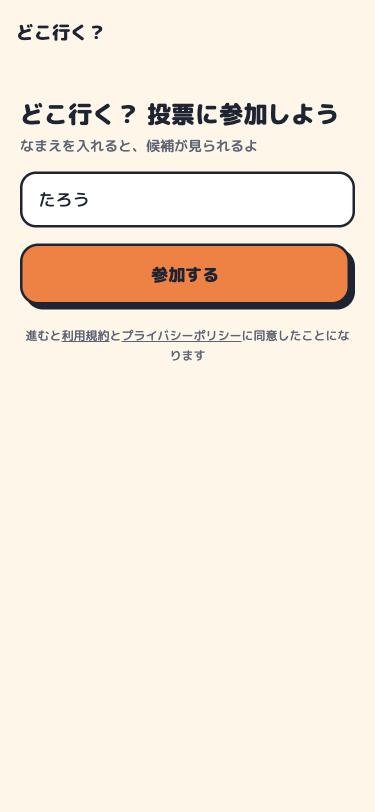 どこ行く？
どこ行く？ 投票に参加しよう
なまえを入れると、候補が見られるよ
たろう
参加する
進むと利用規約とプライバシーポリシーに同意したことにな
ります